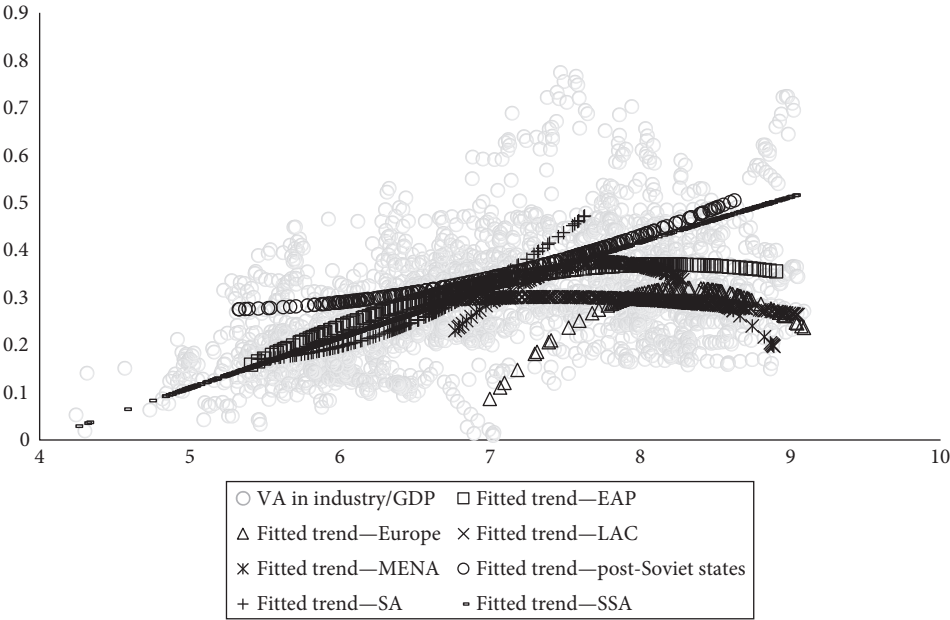 0.9
0.8
0.7
0.6
0.5
0.4
0.3
0.2
0.1
0
4 5 6 7 8 9 10
VA in industry/GDP Fitted trend—EAP
Fitted trend—Europe Fitted trend—LAC
Fitted trend—MENA Fitted trend—post-Soviet states
Fitted trend—SA Fitted trend—SSA